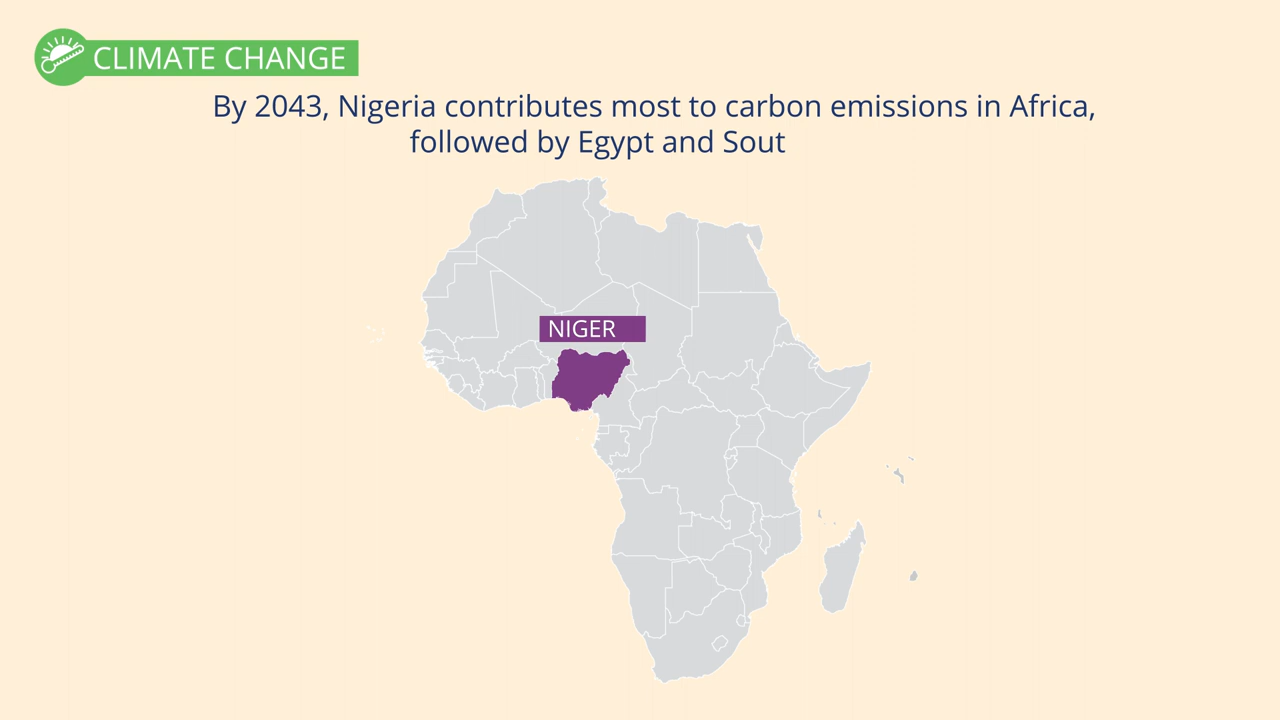 CLIMATE CHANGE
By 2043, Nigeria contributes most to carbon emissions in Africa,
followed by Egypt and Sout
NIGER